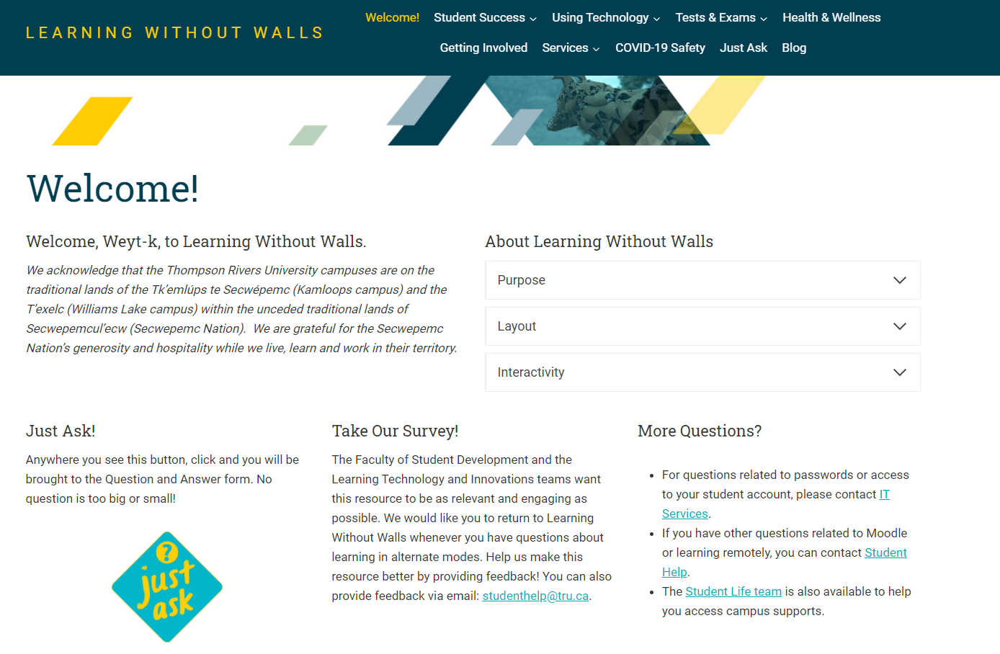 LEARNING WITHOUT WALLS
Welcome! Student Success Using Technology Tests & Exams Health & Wellness
Getting Involved Services COVID-19 Safety Just Ask Blog
Welcome!
Welcome, Weyt-k, to Learning Without Walls.
We acknowledge that the Thompson Rivers University campuses are on the
traditional lands of the Tk’emlúps te Secwépemc (Kamloops campus) and the
T’exelc (Williams Lake campus) within the unceded traditional lands of
Secwepemcul’ecw (Secwepemc Nation).  We are grateful for the Secwepemc
Nation’s generosity and hospitality while we live, learn and work in their territory.
About Learning Without Walls
Purpose
Layout
Interactivity
Just Ask!
Anywhere you see this button, click and you will be
brought to the Question and Answer form. No
question is too big or small!
?
just
ask
Take Our Survey!
The Faculty of Student Development and the
Learning Technology and Innovations teams want
this resource to be as relevant and engaging as
possible. We would like you to return to Learning
Without Walls whenever you have questions about
learning in alternate modes. Help us make this
resource better by providing feedback! You can also
provide feedback via email: studenthelp@tru.ca.
More Questions?
• For questions related to passwords or access
to your student account, please contact IT
Services.
• If you have other questions related to Moodle
or learning remotely, you can contact Student
Help.
• The Student Life team is also available to help
you access campus supports.